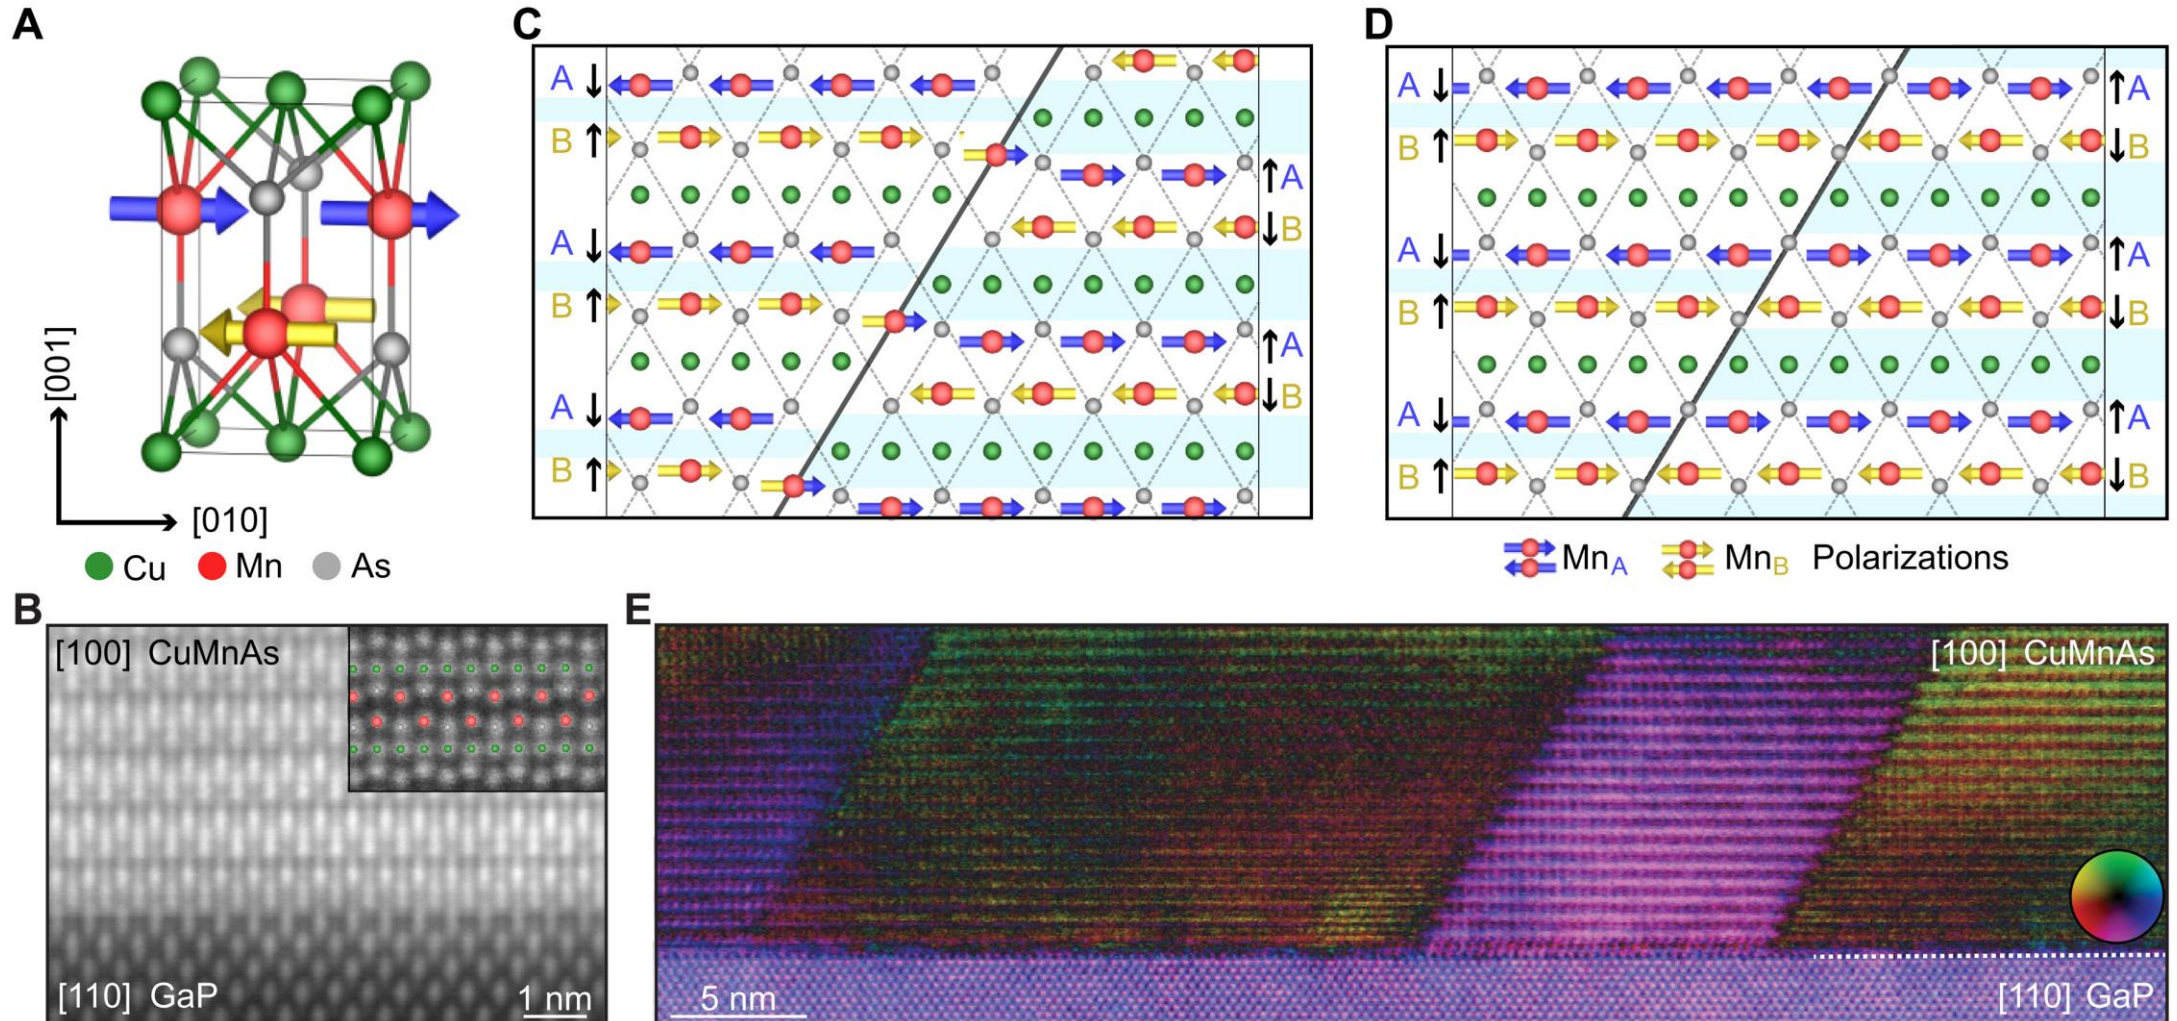 A
[001]
[010]
Cu Mn As
C
A
B
A
B
A
B
A
B
A
B
D
A
B
A
B
A
B
A
B
A
B
A
B
MnA MnB Polarizations
B
[100] CuMnAs
[110] GaP
1 nm
E
[100] CuMnAs
5 nm
[110] GaP